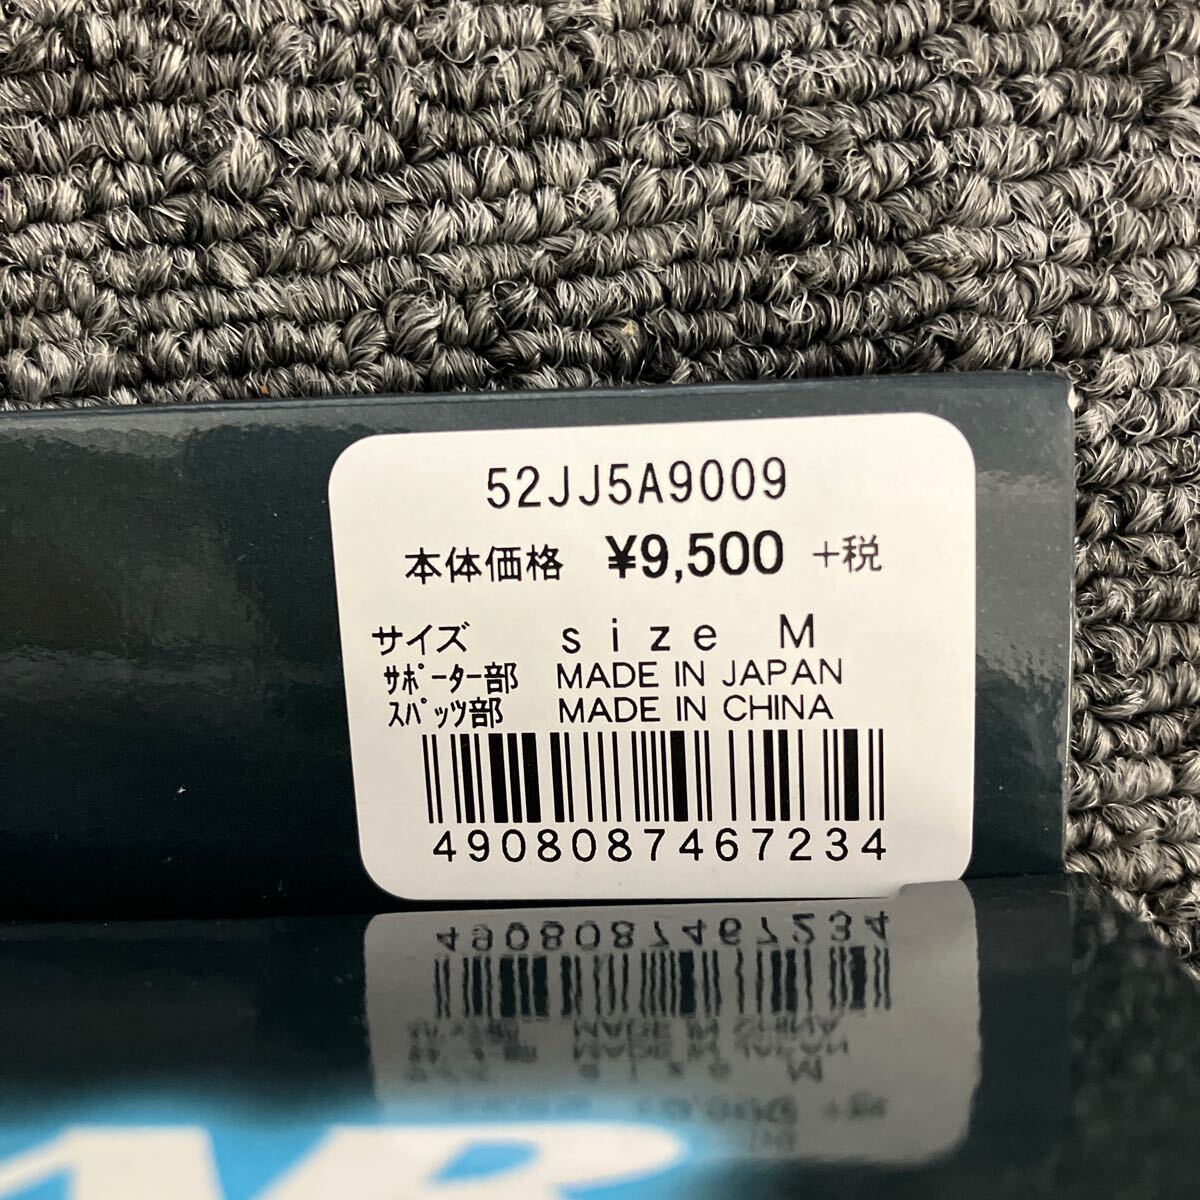 52JJ5A9009
本体価格 ¥9,500 +税
サイズ size M
ｻﾎﾟｰﾀｰ部 MADE IN JAPAN
ｽﾊﾟｯﾂ部 MADE IN CHINA
4908087467234